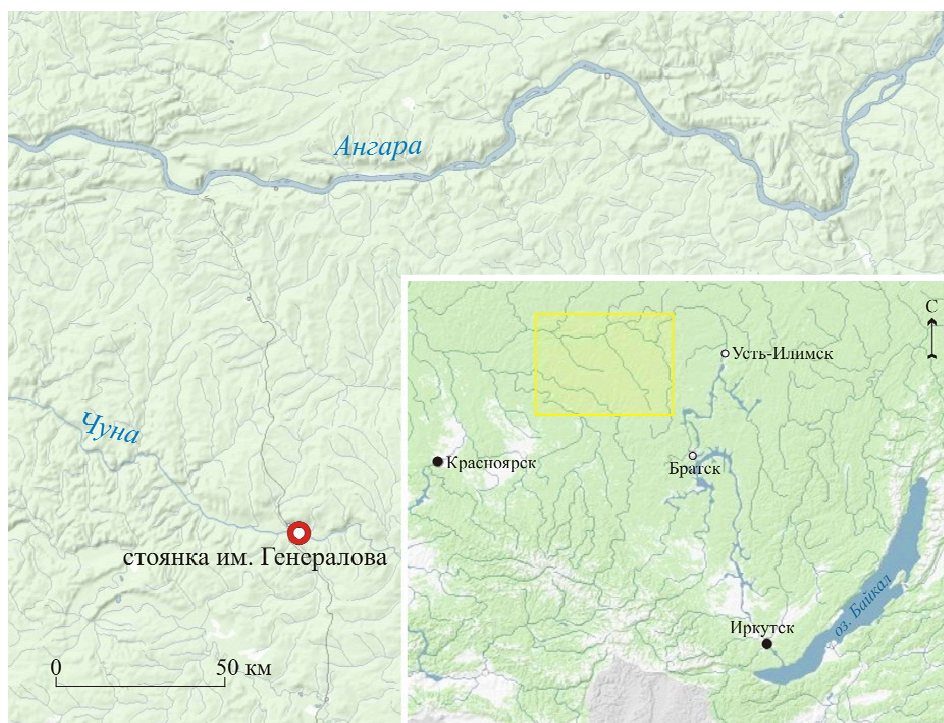 Ангара
С
Усть-Илимск
Чуна
Красноярск
Братск
стоянка им. Генералова
оз. Байкал
Иркутск
0
50 км